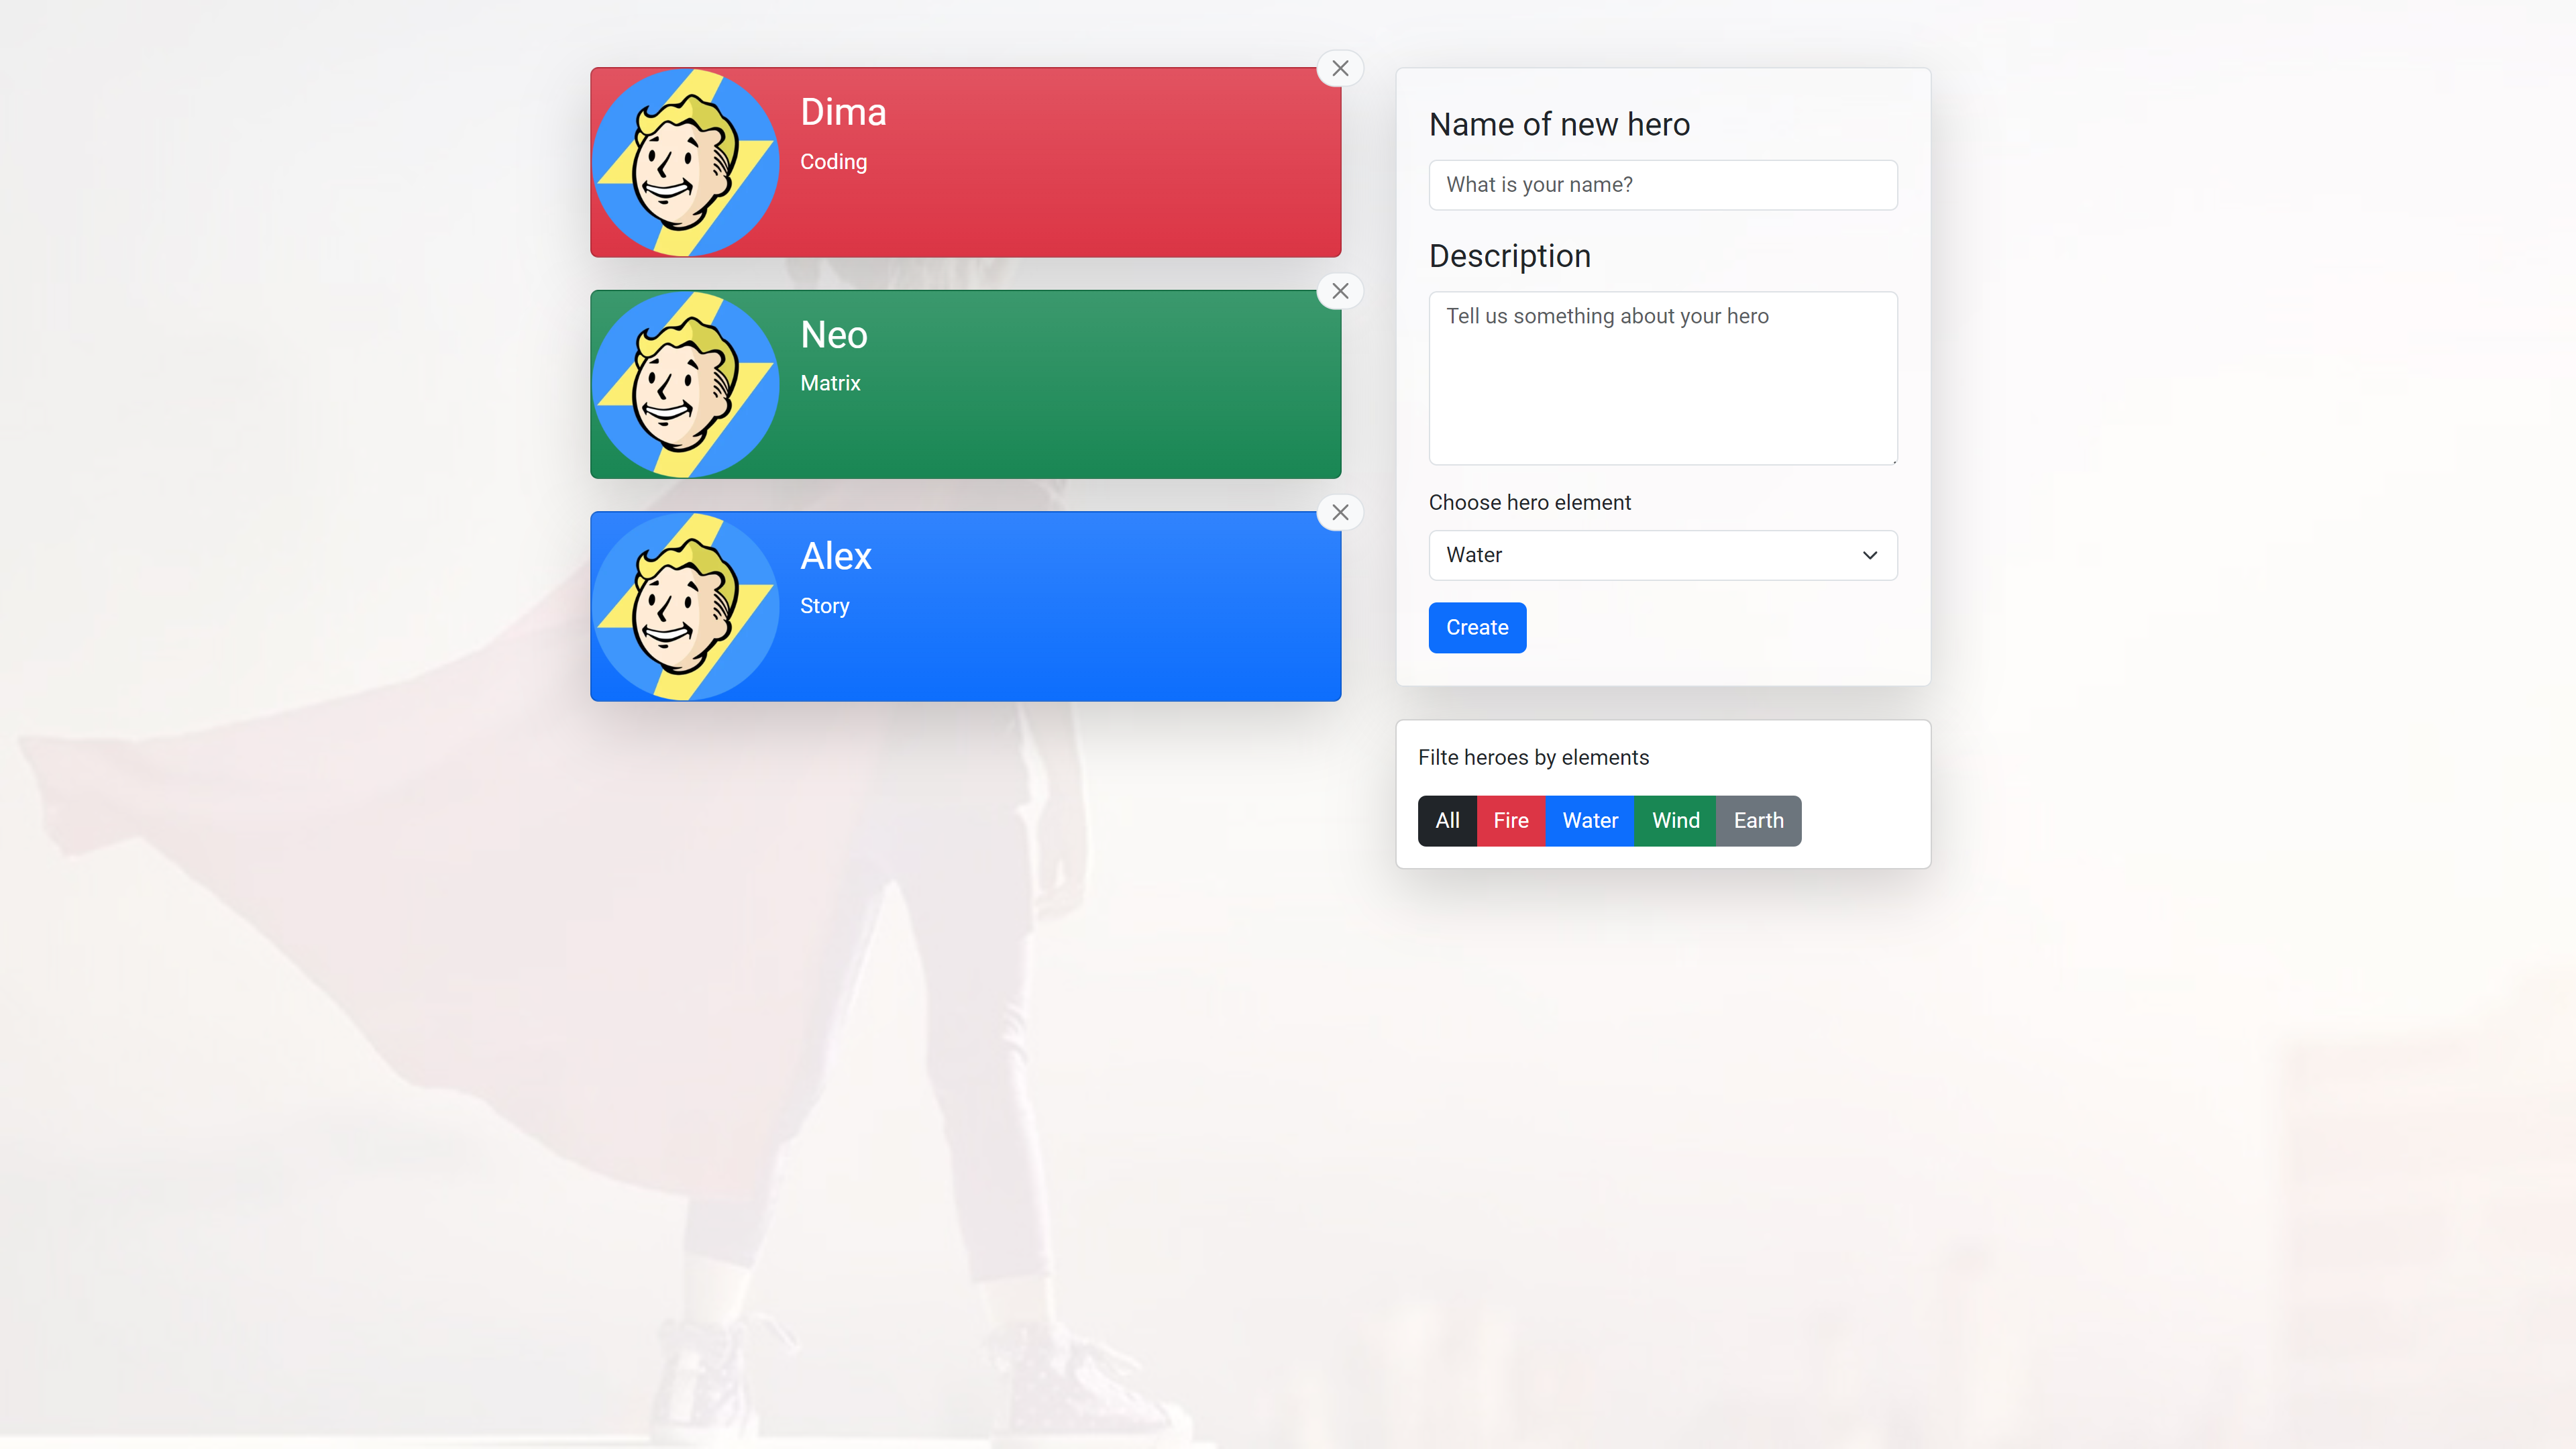 Dima
Coding
Neo
Matrix
Alex
Story
Name of new hero
What is your name?
Description
Tell us something about your hero
Choose hero element
Water
Create
Filte heroes by elements
All Fire Water Wind Earth